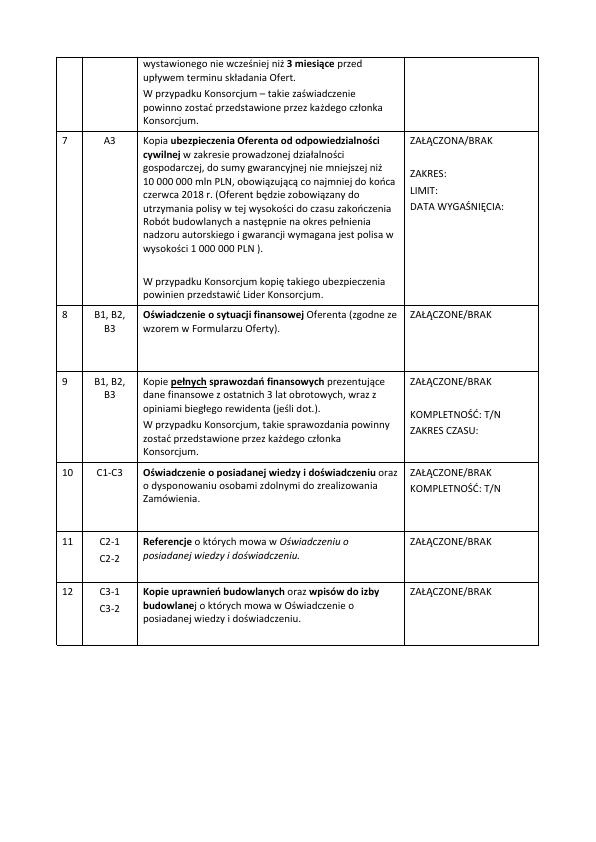 wystawionego nie wcześniej niż 3 miesiące przed
upływem terminu składania Ofert.
W przypadku Konsorcjum – takie zaświadczenie
powinno zostać przedstawione przez każdego członka
Konsorcjum.
7 A3 Kopia ubezpieczenia Oferenta od odpowiedzialności ZAŁĄCZONA/BRAK
cywilnej w zakresie prowadzonej działalności
gospodarczej, do sumy gwarancyjnej nie mniejszej niż ZAKRES:
10 000 000 mln PLN, obowiązującą co najmniej do końca LIMIT:
czerwca 2018 r. (Oferent będzie zobowiązany do DATA WYGAŚNIĘCIA:
utrzymania polisy w tej wysokości do czasu zakończenia
Robót budowlanych a następnie na okres pełnienia
nadzoru autorskiego i gwarancji wymagana jest polisa w
wysokości 1 000 000 PLN ).
W przypadku Konsorcjum kopię takiego ubezpieczenia
powinien przedstawić Lider Konsorcjum.
8 B1, B2, Oświadczenie o sytuacji finansowej Oferenta (zgodne ze ZAŁĄCZONE/BRAK
B3 wzorem w Formularzu Oferty).
9 B1, B2, Kopie pełnych sprawozdań finansowych prezentujące ZAŁĄCZONE/BRAK
B3 dane finansowe z ostatnich 3 lat obrotowych, wraz z
opiniami biegłego rewidenta (jeśli dot.). KOMPLETNOŚĆ: T/N
W przypadku Konsorcjum, takie sprawozdania powinny ZAKRES CZASU:
zostać przedstawione przez każdego członka
Konsorcjum.
10 C1-C3 Oświadczenie o posiadanej wiedzy i doświadczeniu oraz ZAŁĄCZONE/BRAK
o dysponowaniu osobami zdolnymi do zrealizowania KOMPLETNOŚĆ: T/N
Zamówienia.
11 C2-1 Referencje o których mowa w Oświadczeniu o ZAŁĄCZONE/BRAK
C2-2 posiadanej wiedzy i doświadczeniu.
12 C3-1 Kopie uprawnień budowlanych oraz wpisów do izby ZAŁĄCZONE/BRAK
C3-2 budowlanej o których mowa w Oświadczenie o
posiadanej wiedzy i doświadczeniu.